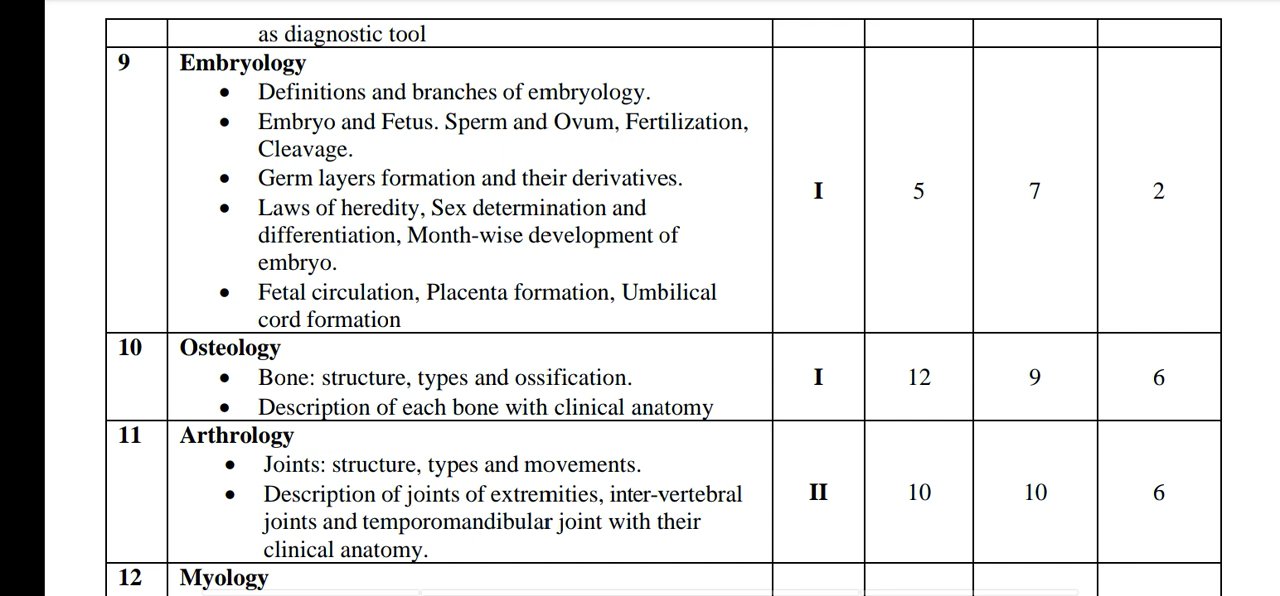 as diagnostic tool
9 Embryology
• Definitions and branches of embryology.
• Embryo and Fetus. Sperm and Ovum, Fertilization,
Cleavage.
• Germ layers formation and their derivatives.
• Laws of heredity, Sex determination and
differentiation, Month-wise development of
embryo.
• Fetal circulation, Placenta formation, Umbilical
cord formation
I 5 7 2
10 Osteology
• Bone: structure, types and ossification.
• Description of each bone with clinical anatomy
I 12 9 6
11 Arthrology
• Joints: structure, types and movements.
• Description of joints of extremities, inter-vertebral
joints and temporomandibular joint with their
clinical anatomy.
II 10 10 6
12 Myology